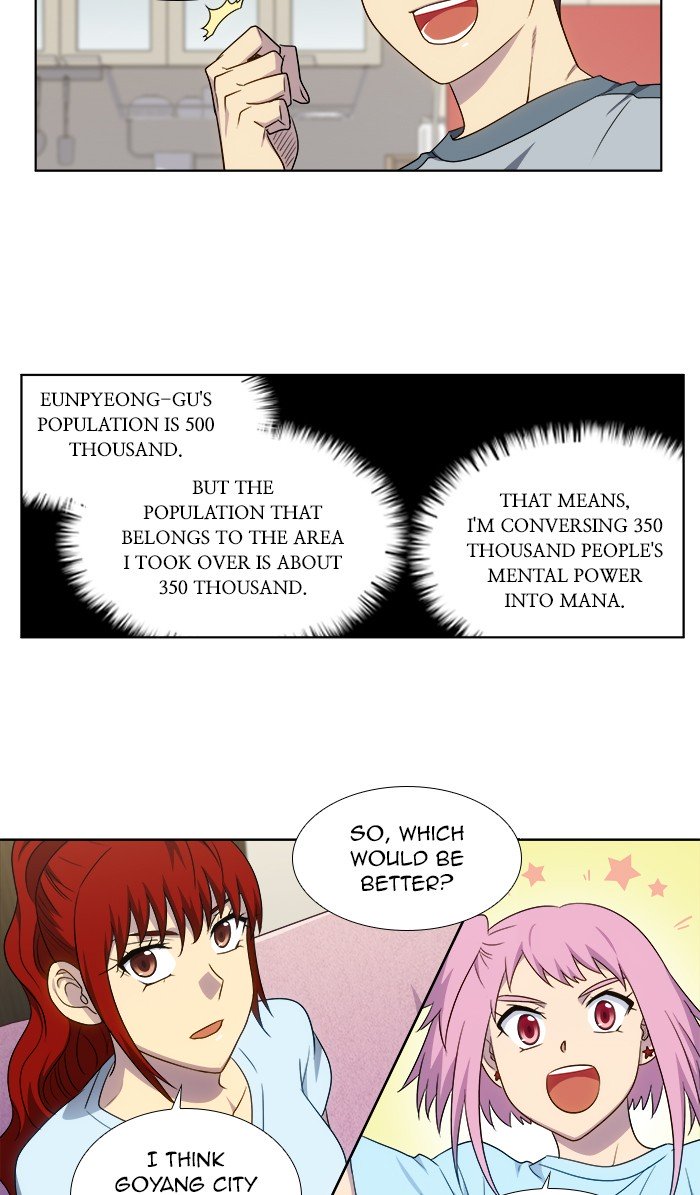 EUNPYEONG-GU'S
POPULATION IS 500
THOUSAND.
BUT THE
POPULATION THAT
BELONGS TO THE AREA
I TOOK OVER IS ABOUT
350 THOUSAND.
THAT MEANS,
I'M CONVERSING 350
THOUSAND PEOPLE'S
MENTAL POWER
INTO MANA.
SO, WHICH
WOULD BE
BETTER?
I THINK
GOYANG CITY